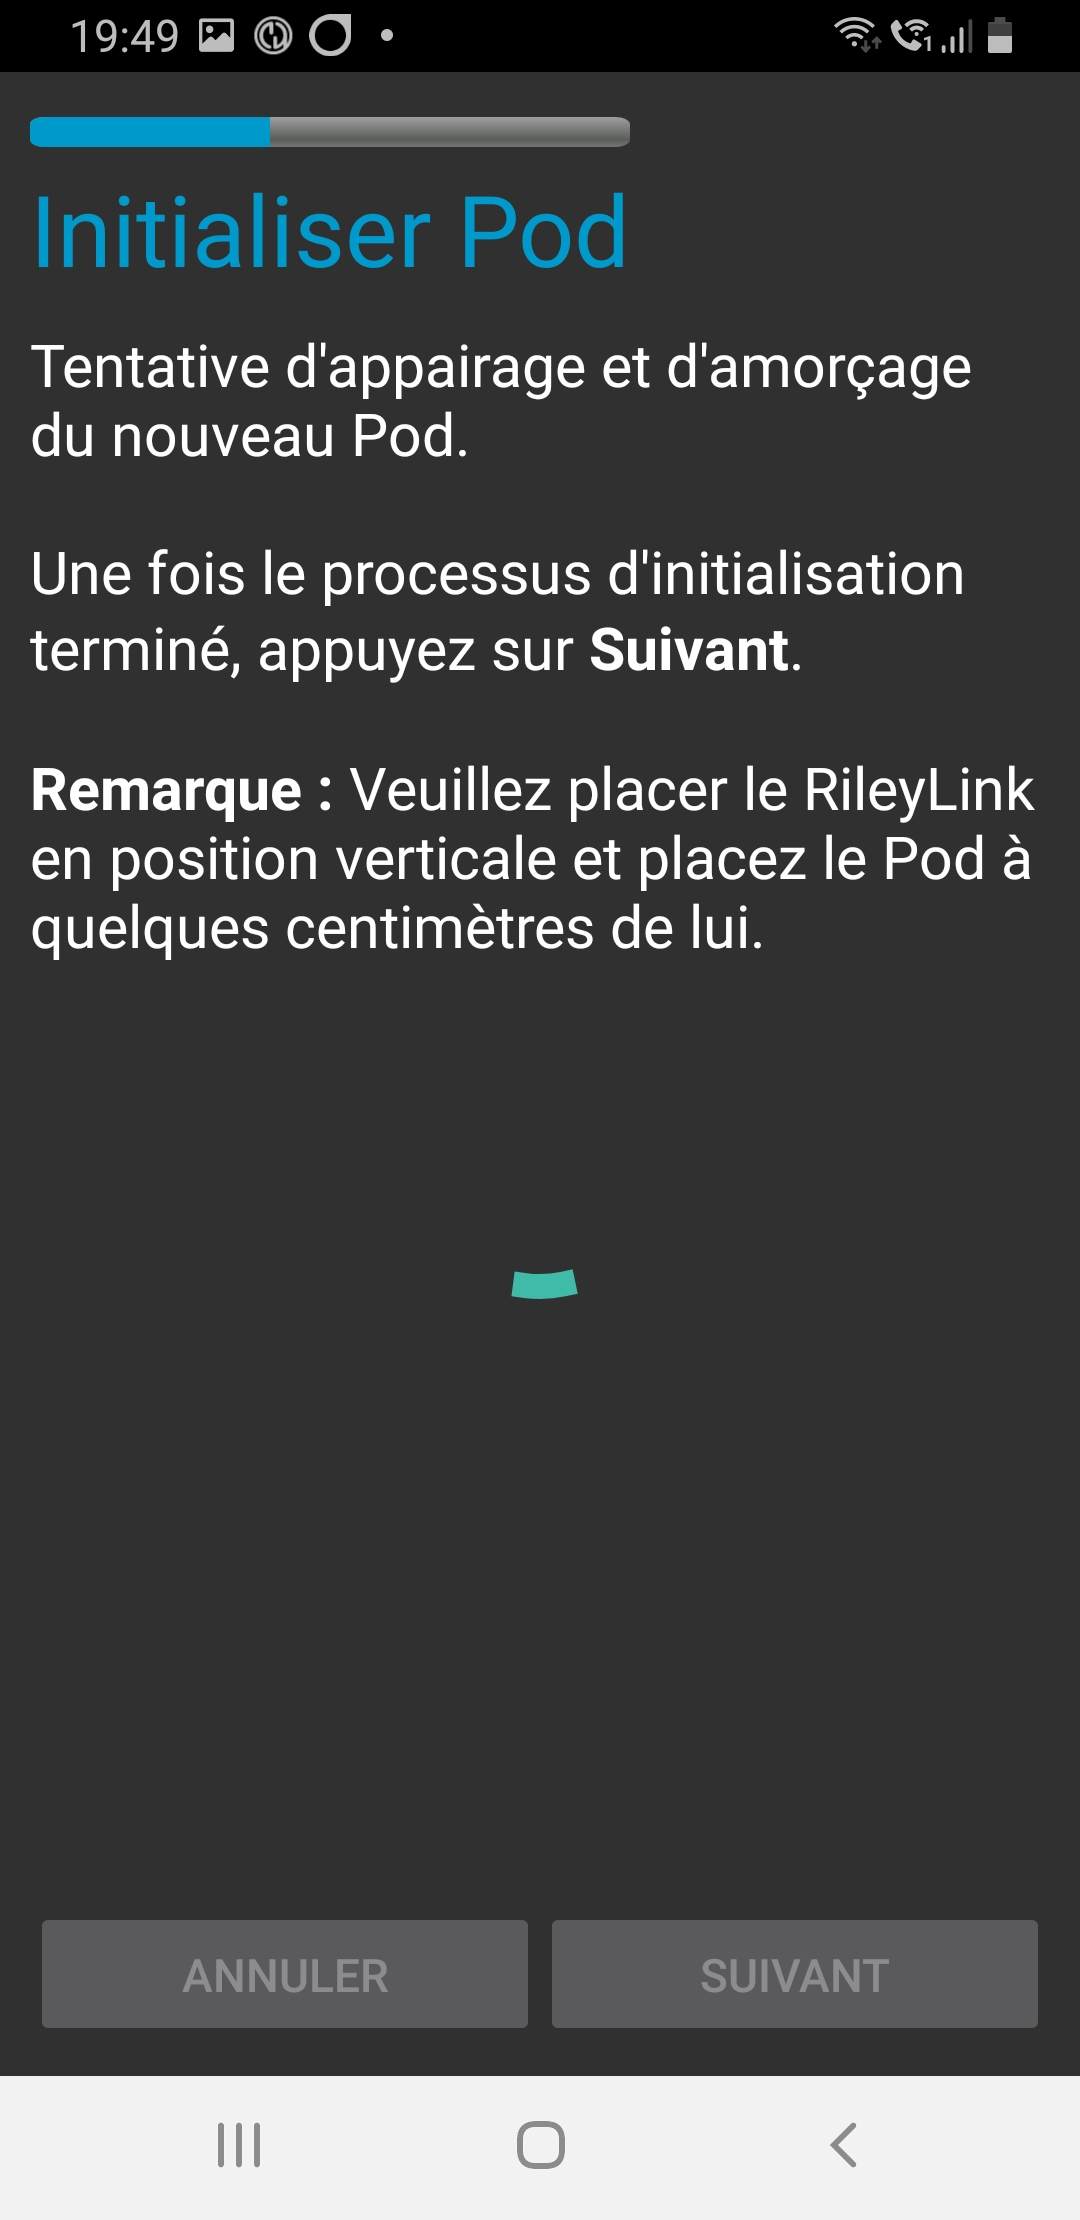 19:49
1
Initialiser Pod
Tentative d'appairage et d'amorçage
du nouveau Pod.
Une fois le processus d'initialisation
terminé, appuyez sur Suivant.
Remarque : Veuillez placer le RileyLink
en position verticale et placez le Pod à
quelques centimètres de lui.
ANNULER
SUIVANT